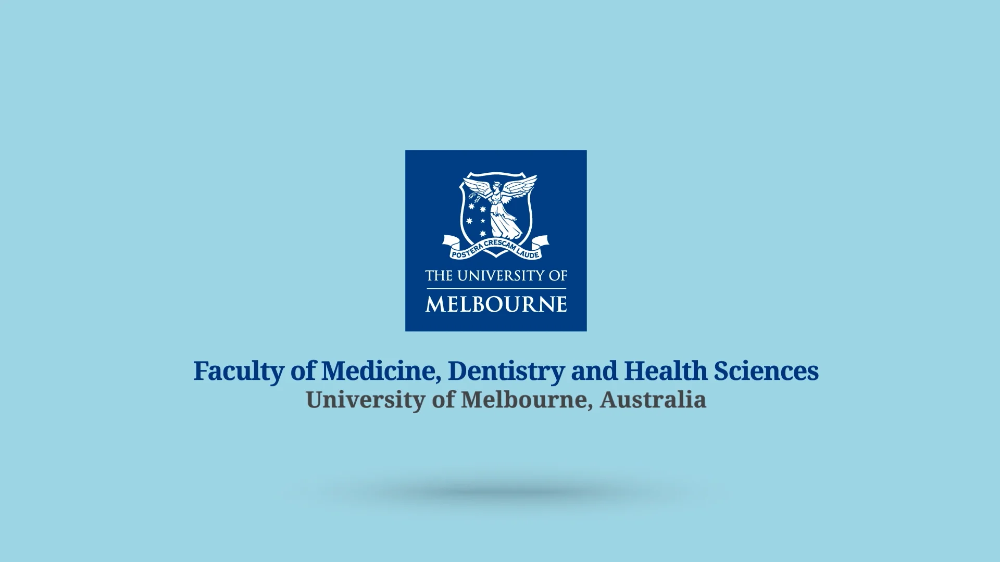 POSTERA CRESCAM LAUDE
THE UNIVERSITY OF
MELBOURNE
Faculty of Medicine, Dentistry and Health Sciences
University of Melbourne, Australia